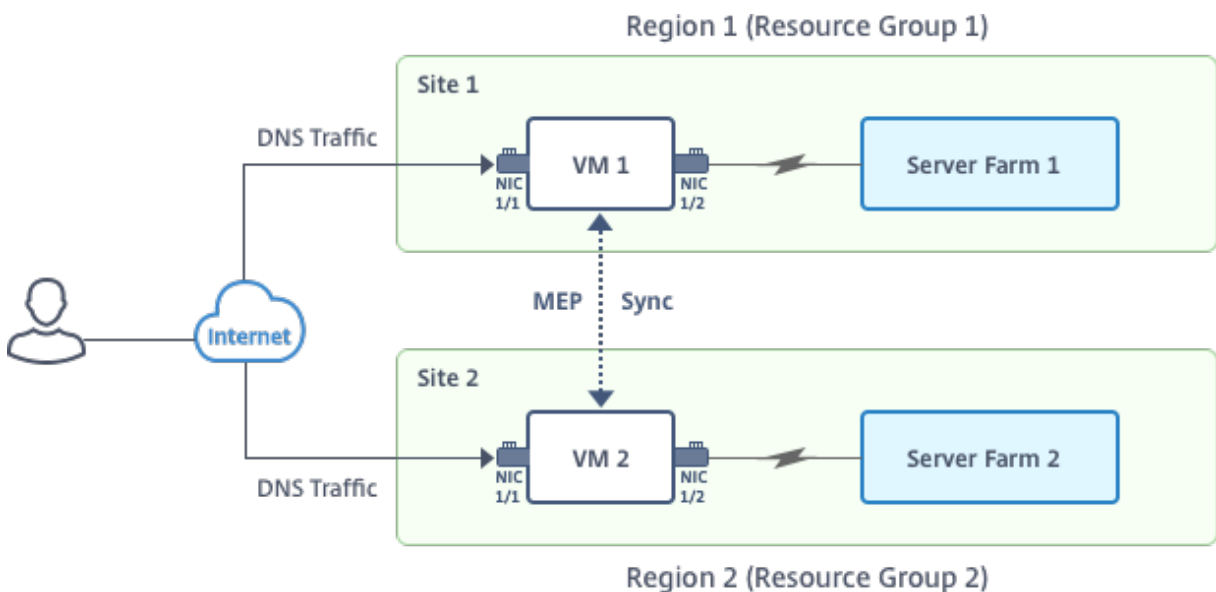 Region 1 (Resource Group 1)
Site 1
DNS Traffic
VM 1
NIC
1/1
NIC
1/2
Server Farm 1
MEP
Sync
Internet
Site 2
VM 2
NIC
1/1
NIC
1/2
Server Farm 2
DNS Traffic
Region 2 (Resource Group 2)